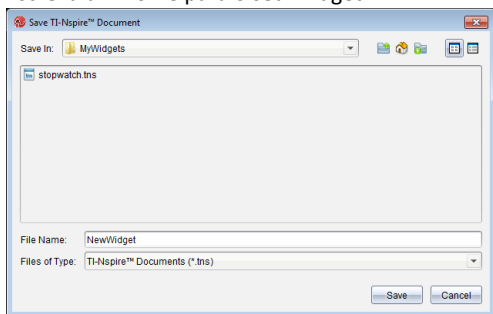 Save TI-Nspire™ Document
Save In: MyWidgets
stopwatch.tns
File Name: NewWidget
Files of Type: TI-Nspire™ Documents (*.tns)
Save Cancel